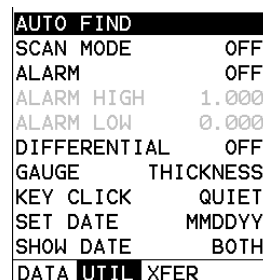 AUTO FIND
SCAN MODE OFF
ALARM OFF
ALARM HIGH 1.000
ALARM LOW 0.000
DIFFERENTIAL OFF
GAUGE THICKNESS
KEY CLICK QUIET
SET DATE MMDDYY
SHOW DATE BOTH
DATA UTIL XFER